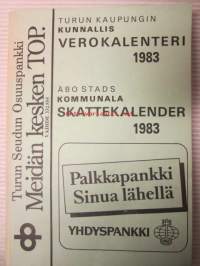 Turun Seudun Osuuspankki
Meidän kesken TOP.
TURUN KAUPUNGIN
KUNNALLIS
VEROKALENTERI
1983
ÅBO STADS
KOMMUNALA
SKATTEKALENDER
1983
Palkkapankki
Sinua lähellä
YHDYSPANKKI